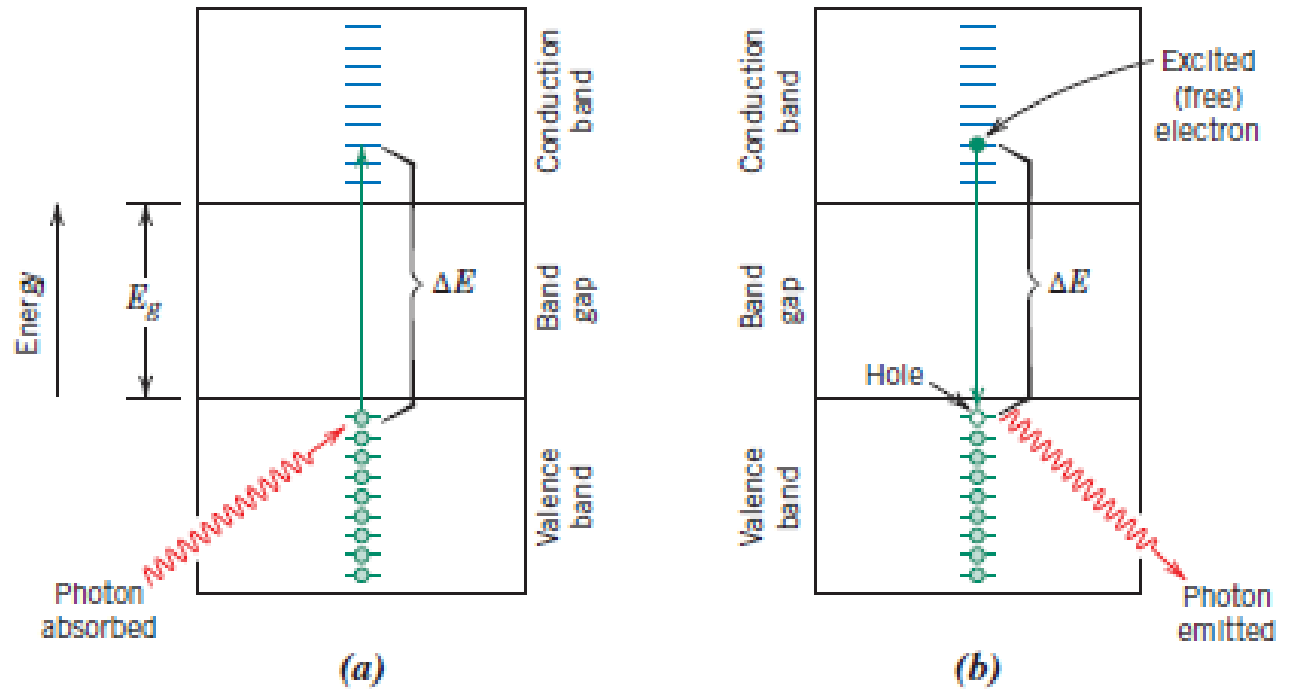 Energy
E_g
ΔE
Conduction
band
Band
gap
Valence
band
Photon
absorbed
(a)
Conduction
band
Band
gap
Valence
band
Excited
(free)
electron
ΔE
Hole
Photon
emitted
(b)